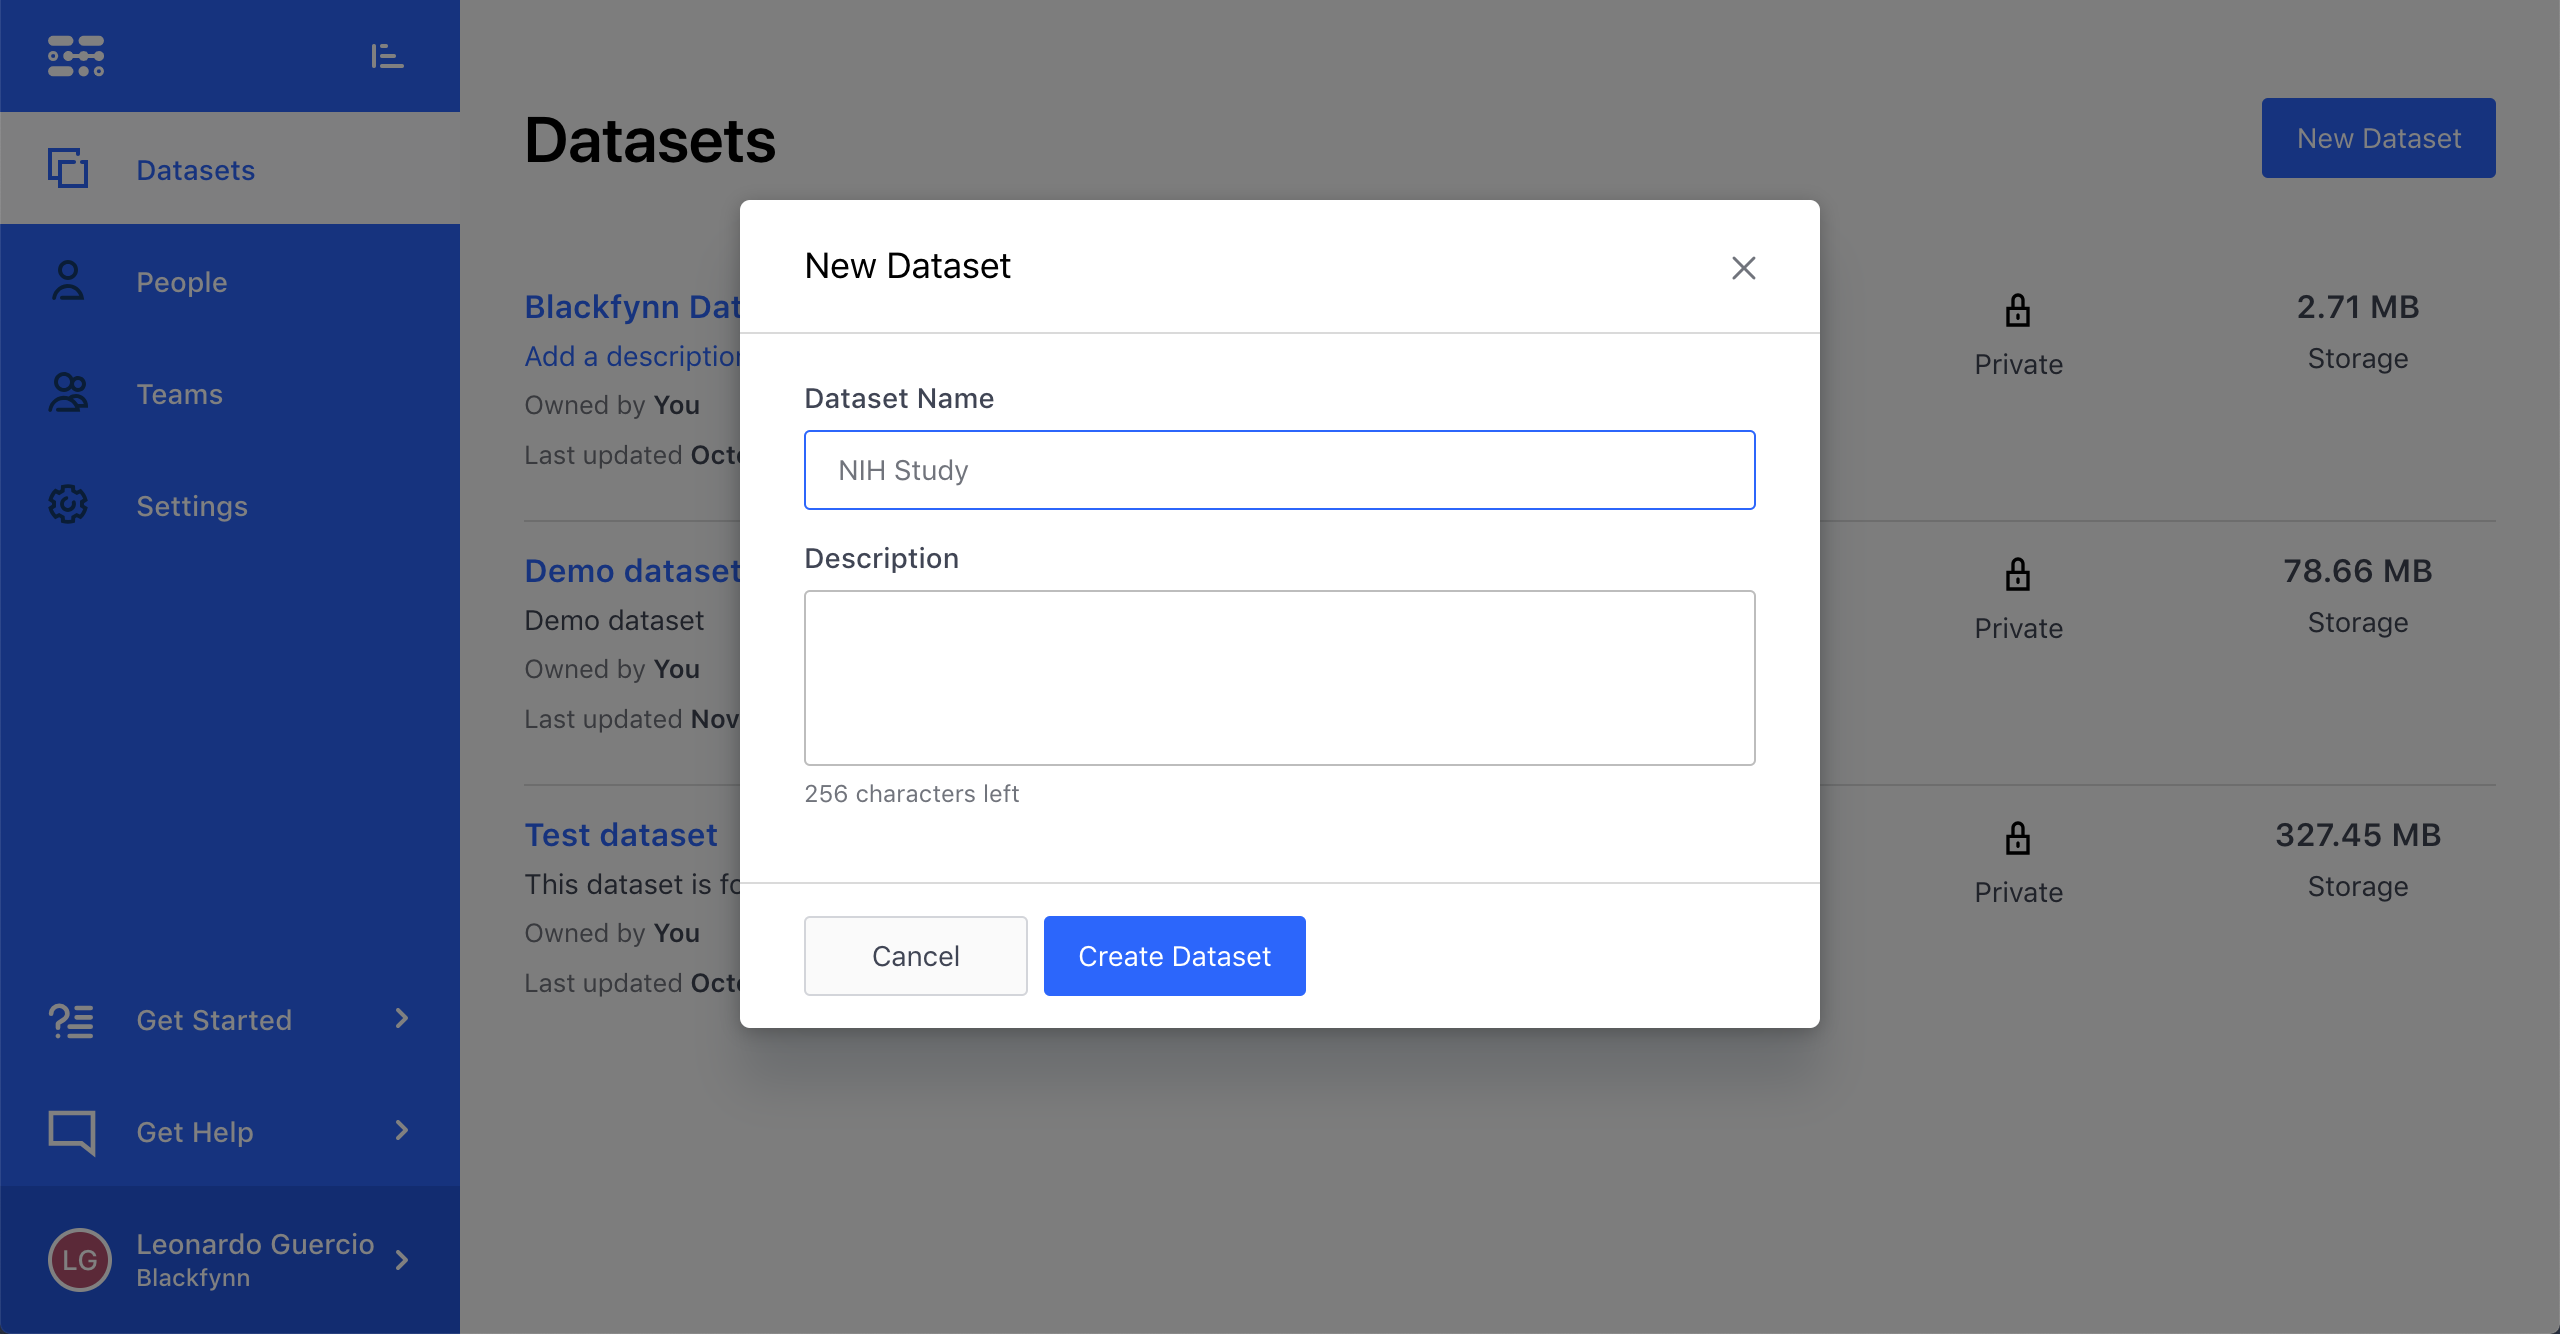 Datasets
People
Teams
Settings
Get Started
Get Help
LG
Leonardo Guercio
Blackfynn
Datasets
New Dataset
Blackfynn Dat
Add a description
Owned by You
Last updated Octo
Private
2.71 MB
Storage
Demo dataset
Demo dataset
Owned by You
Last updated Nov
Private
78.66 MB
Storage
Test dataset
This dataset is fo
Owned by You
Last updated Octo
Private
327.45 MB
Storage
New Dataset
Dataset Name
NIH Study
Description
256 characters left
Cancel
Create Dataset